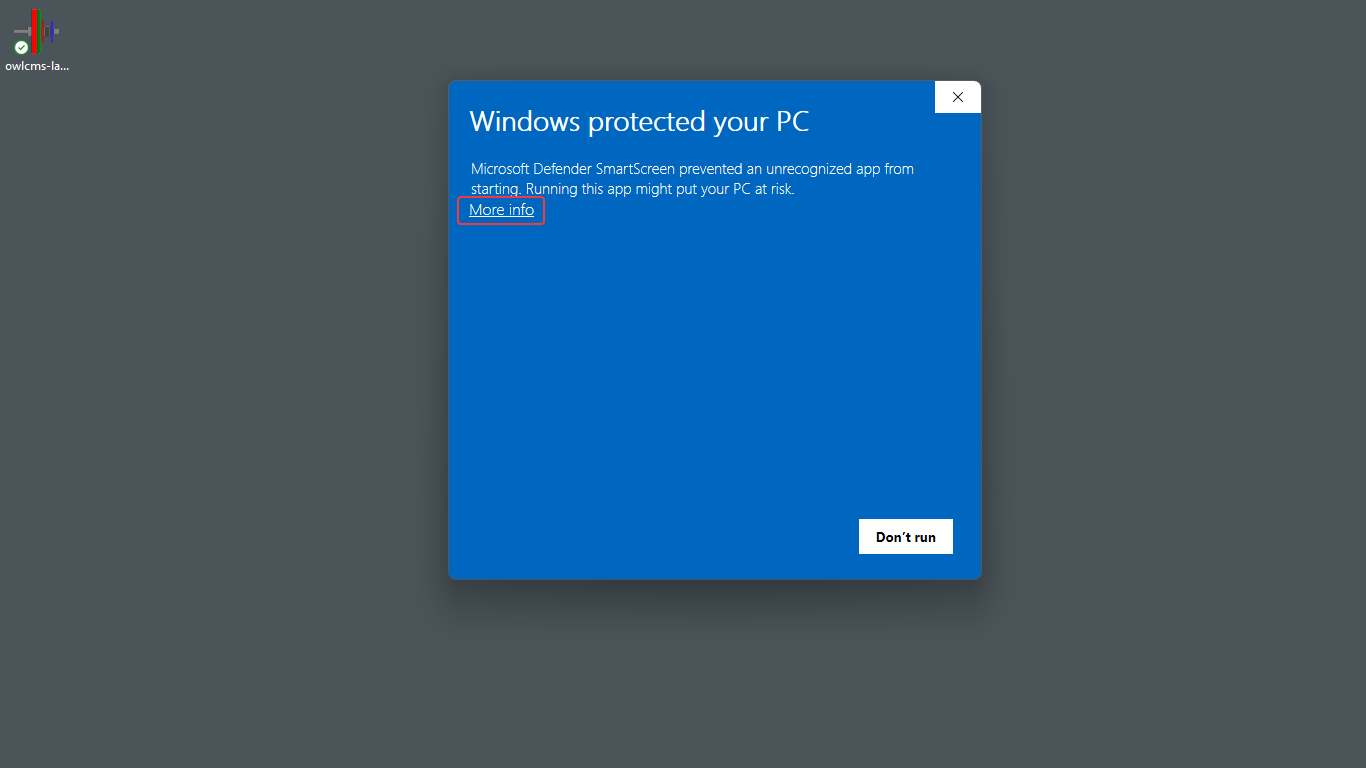 owlcms-la...
Windows protected your PC
Microsoft Defender SmartScreen prevented an unrecognized app from
starting. Running this app might put your PC at risk.
More info
Don't run